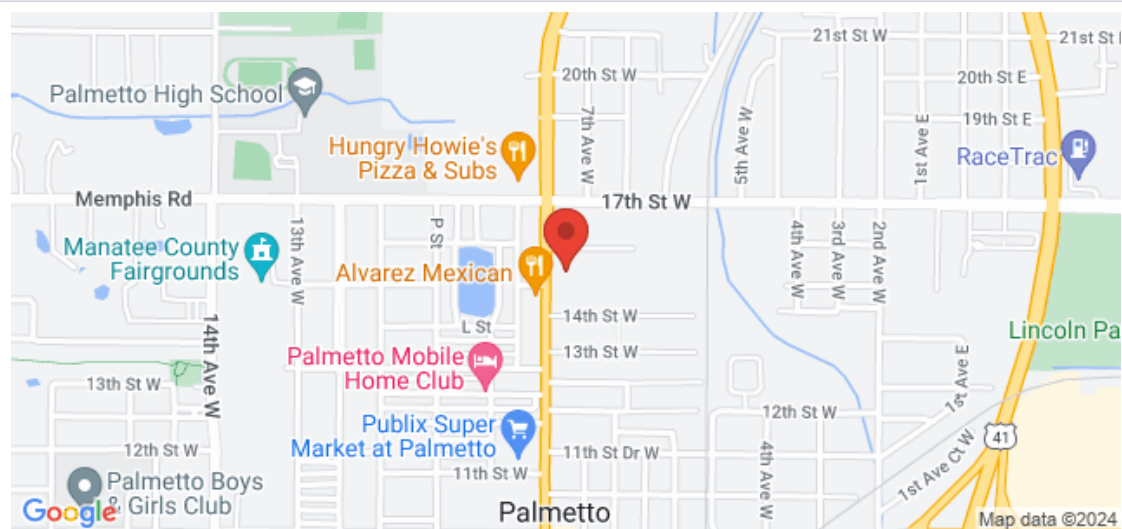 21st St W
21st St E
20th St W
20th St E
Palmetto High School
7th Ave W
5th Ave W
1st Ave E
19th St E
Hungry Howie's
Pizza & Subs
RaceTrac
Memphis Rd
17th St W
P St
13th Ave W
Manatee County
Fairgrounds
Alvarez Mexican
4th Ave W
3rd Ave W
2nd Ave W
14th St W
L St
14th Ave W
Lincoln Pa
Palmetto Mobile
Home Club
13th St W
1st Ave E
13th St W
12th St W
Publix Super
Market at Palmetto
12th St W
11th St Dr W
4th Ave W
41
1st Ave Ct W
11th St W
Palmetto Boys
& Girls Club
Google
Palmetto
Map data ©2024